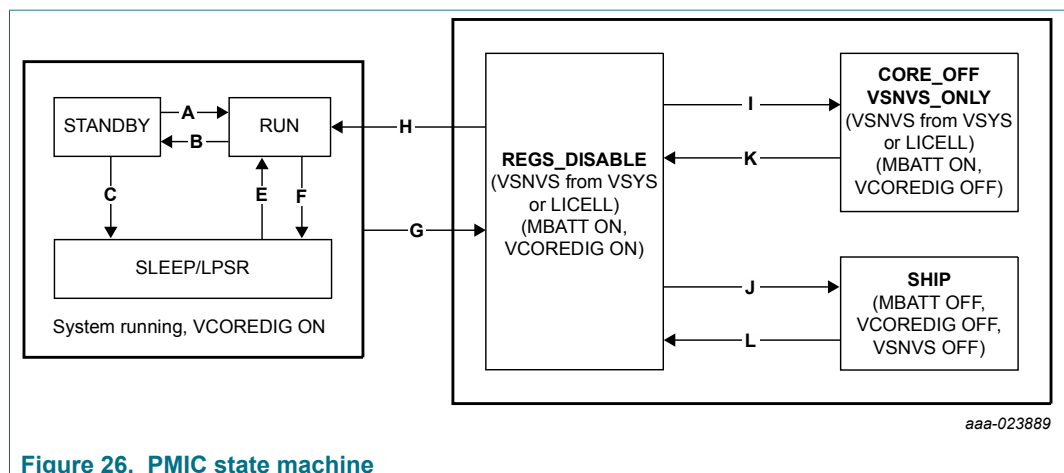 STANDBY
A
B
RUN
C
E
F
SLEEP/LPSR
System running, VCOREDIG ON
H
G
REGS_DISABLE
(VSNVS from VSYS
or LICELL)
(MBATT ON,
VCOREDIG ON)
I
K
J
L
CORE_OFF
VSNVS_ONLY
(VSNVS from VSYS
or LICELL)
(MBATT ON,
VCOREDIG OFF)
SHIP
(MBATT OFF,
VCOREDIG OFF,
VSNVS OFF)
aaa-023889
Figure 26. PMIC state machine